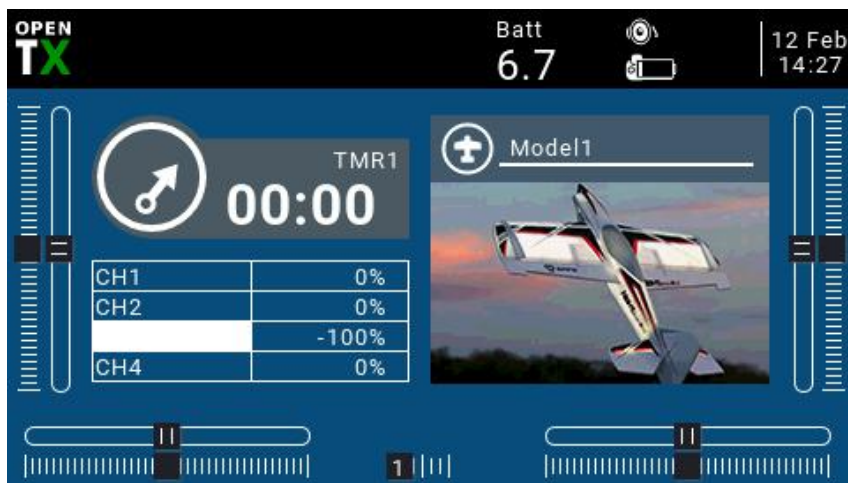 OPEN
TX
Batt
6.7
12 Feb
14:27
TMR1
00:00
Model1
CH1 0%
CH2 0%
-100%
CH4 0%
1